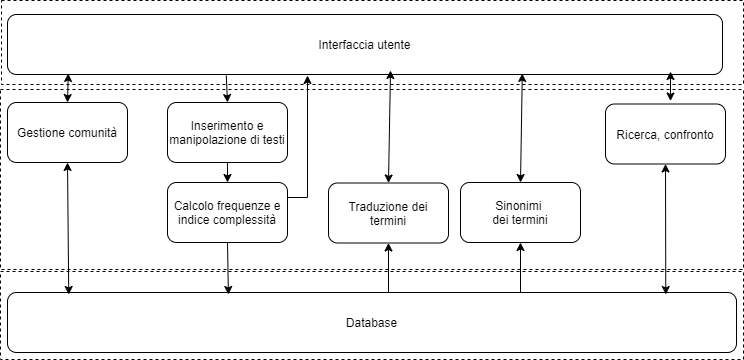 Interfaccia utente
Gestione comunità
Inserimento e
manipolazione di testi
Ricerca, confronto
Calcolo frequenze e
indice complessità
Traduzione dei
termini
Sinonimi
dei termini
Database